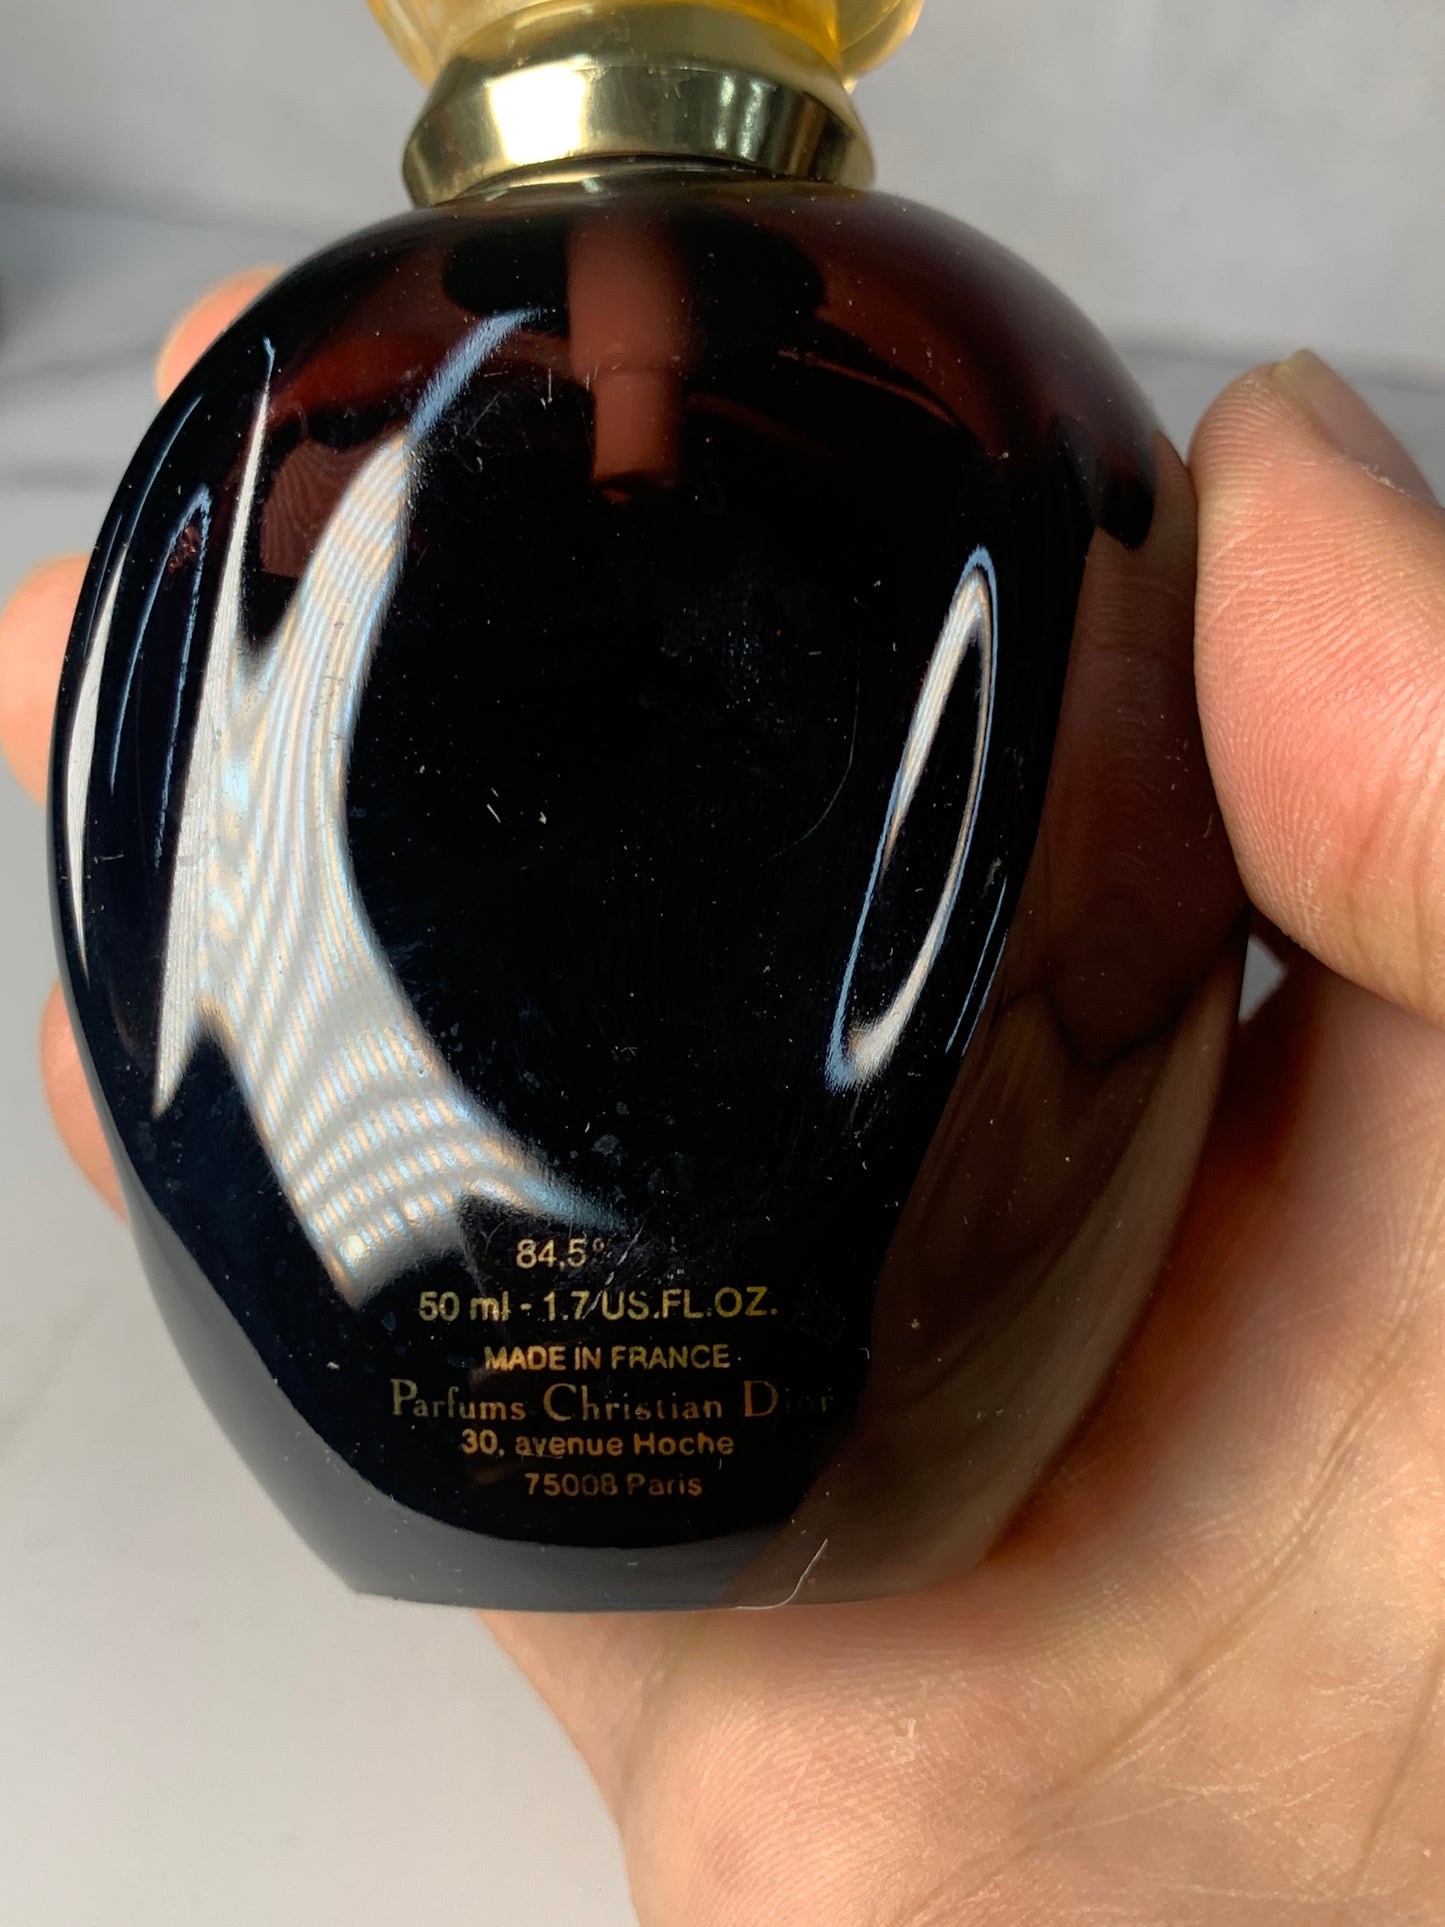 84,5°
50 ml - 1.7 US.FL.OZ.
MADE IN FRANCE
Parfums Christian Dior
30, avenue Hoche
75008 Paris